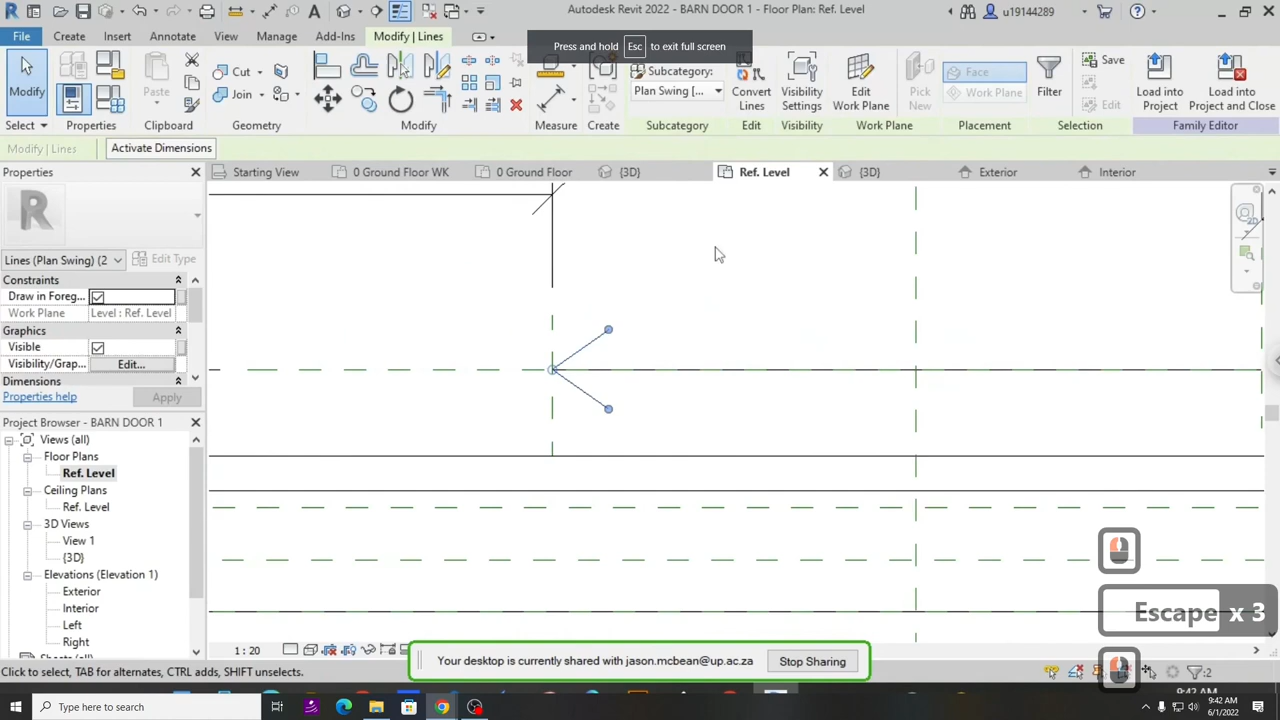 Autodesk Revit 2022 - BARN DOOR 1 - Floor Plan: Ref. Level
u19144289
File
Create
Insert
Annotate
View
Manage
Add-Ins
Modify | Lines
Press and hold Esc to exit full screen
Modify
Paste
Cut
Join
Subcategory:
Plan Swing [...
Convert
Lines
Visibility
Settings
Edit
Work Plane
Pick
New
Face
Work Plane
Filter
Save
Edit
Load into
Project
Load into
Project and Close
Select
Properties
Clipboard
Geometry
Modify
Measure
Create
Subcategory
Edit
Visibility
Work Plane
Placement
Selection
Family Editor
Modify | Lines
Activate Dimensions
Properties
Starting View
0 Ground Floor WK
0 Ground Floor
{3D}
Ref. Level
{3D}
Exterior
Interior
2D
Lines (Plan Swing) (2
Edit Type
Constraints
Draw in Foreg...
Work Plane
Level : Ref. Level
Graphics
Visible
Visibility/Grap...
Edit...
Dimensions
Properties help
Apply
Project Browser - BARN DOOR 1
Views (all)
Floor Plans
Ref. Level
Ceiling Plans
Ref. Level
3D Views
View 1
{3D}
Elevations (Elevation 1)
Exterior
Interior
Left
Right
Escape x 3
1 : 20
Your desktop is currently shared with jason.mcbean@up.ac.za
Stop Sharing
Click to select, TAB for alternates, CTRL adds, SHIFT unselects.
:2
Type here to search
9:42 AM
6/1/2022